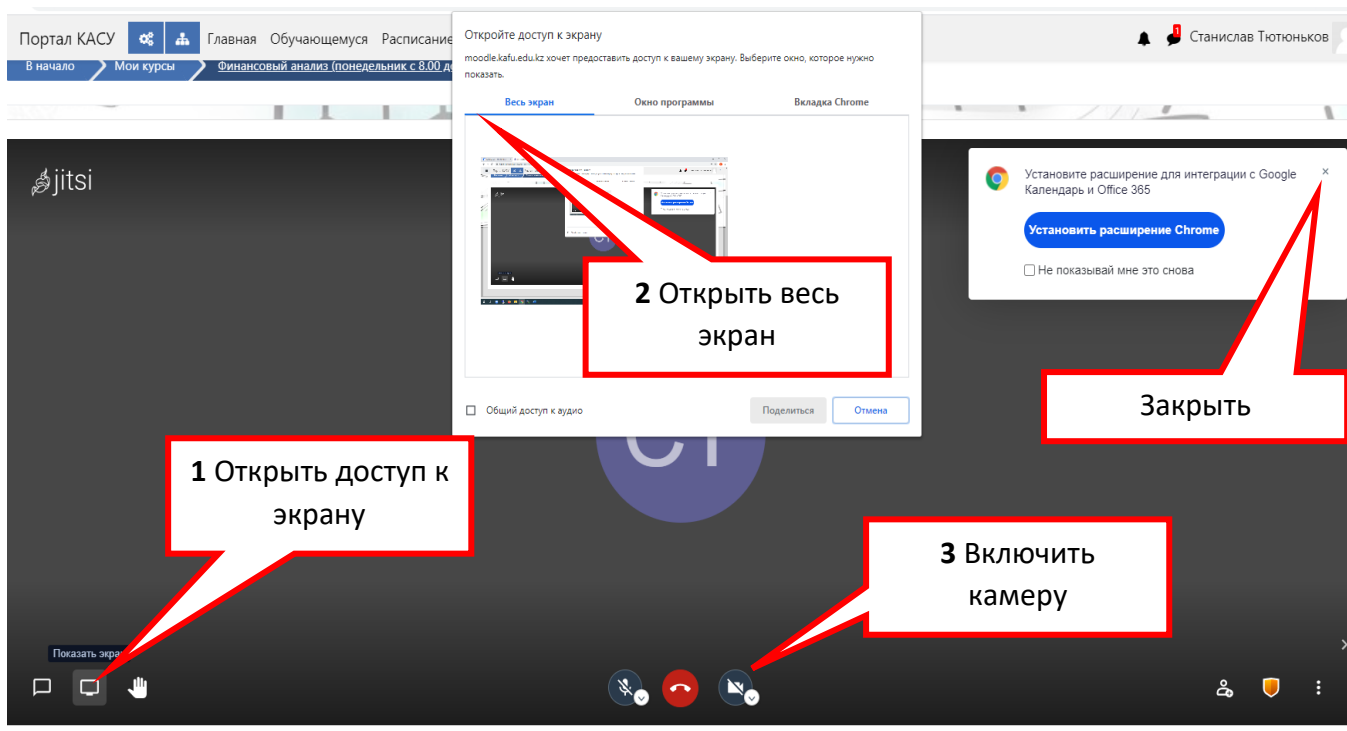 Портал КАСУ Главная Обучающемуся Расписание
Станислав Тютюньков
В начало Мои курсы Финансовый анализ (понедельник с 8.00
Откройте доступ к экрану
moodle.kafu.edu.kz хочет предоставить доступ к вашему экрану. Выберите окно, которое нужно
показать.
Весь экран Окно программы Вкладка Chrome
jitsi
Установите расширение для интеграции с Google
Календарь и Office 365
Установить расширение Chrome
Не показывай мне это снова
2 Открыть весь
экран
Закрыть
Общий доступ к аудио
Поделиться Отмена
СТ
1 Открыть доступ к
экрану
3 Включить
камеру
Показать